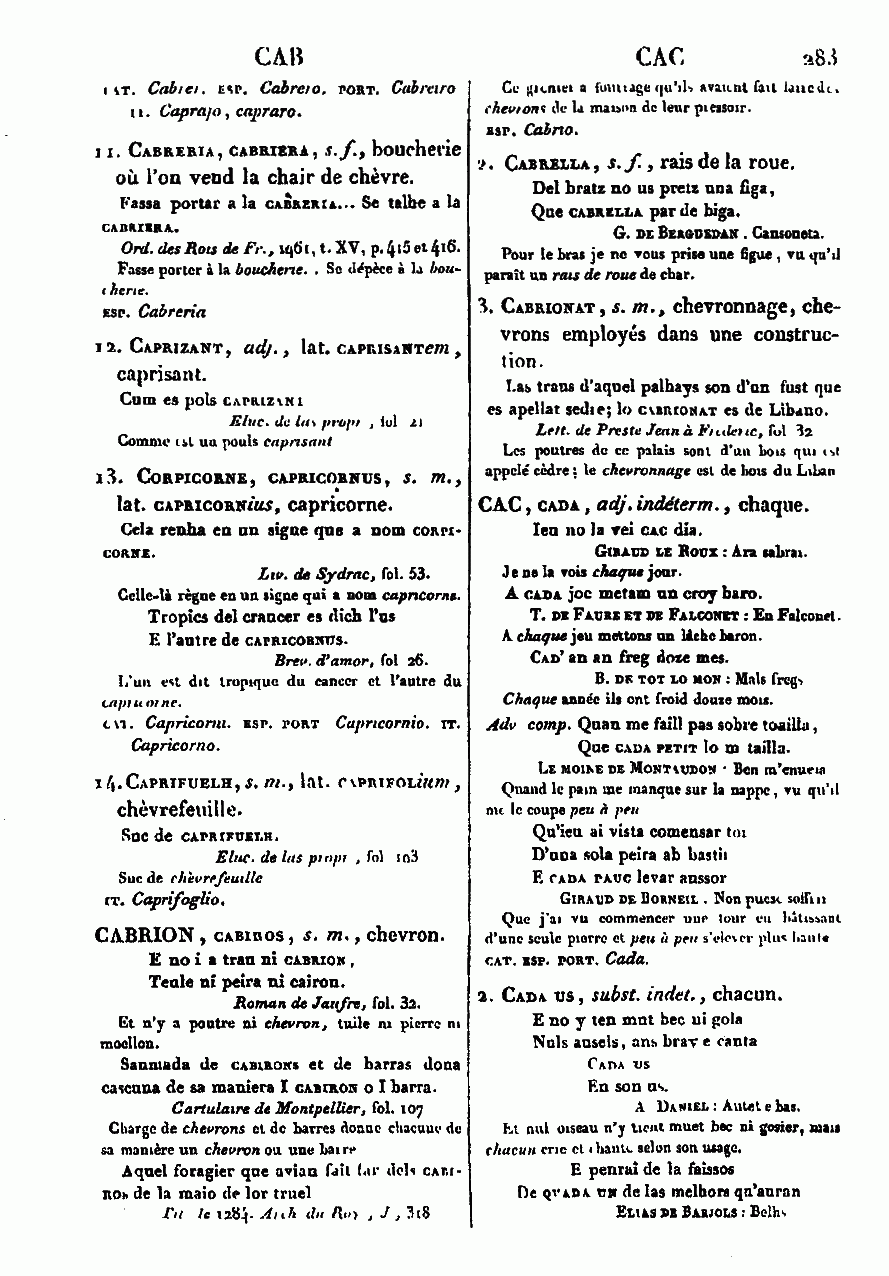 CAB
CAT. Cabrer. ESP. Cabrero. PORT. Cabreiro
IT. Caprajo, capraro.
11. CABRERIA, CABRIERA, s. f., boucherie
où l'on vend la chair de chèvre.
Fassa portar a la CABRERIA... Se talhe a la
CABRIERA.
Ord. des Rois de Fr., 1461, t. XV, p. 415 et 416.
Fasse porter à la boucherie. . Se dépèce à la bou-
cherie.
ESP. Cabreria
12. CAPRIZANT, adj., lat. CAPRISANTem,
caprisant.
Cum es pols CAPRIZANT
Eluc. de las propr , fol 21
Comme est un pouls caprisant
13. CORPICORNE, CAPRICORNUS, s. m.,
lat. CAPRICORNius, capricorne.
Cela renha en un signe que a nom CORPI-
CORNE.
Liv. de Sydrac, fol. 53.
Celle-là règne en un signe qui a nom capricorne.
Tropics del crancer es dich l'us
E l'autre de CAPRICORNUS.
Brev. d'amor, fol 26.
L'un est dit tropique du cancer et l'autre du
capricorne.
CAT. Capricorni. ESP. PORT Capricornio. IT.
Capricorno.
14. CAPRIFUELH, s. m., lat. CAPRIFOLium,
chèvrefeuille.
Suc de CAPRIFUELH.
Eluc. de las propr , fol 103
Suc de chèvrefeuille
IT. Caprifoglio.
CABRION, CABIROS, s. m., chevron.
E no i a trau ni CABRION,
Teule ni peira ni cairon.
Roman de Jaufre, fol. 32.
Et n'y a poutre ni chevron, tuile ni pierre ni
moellon.
Saumada de CABIRONS et de barras dona
cascuna de sa maniera I CABIRON o I barra.
Cartulaire de Montpellier, fol. 107
Charge de chevrons et de barres donne chacune de
sa manière un chevron ou une barre
Aquel foragier que avian fait far dels CABI-
RONS de la maio de lor truel
Tit de 1284. Arch du Roy , J , 318
CAC 283
Ce grenier a fourrage qu'ils avaient fait faire des
chevrons de la maison de leur pressoir.
ESP. Cabrio.
2. CABRELLA, s. f., rais de la roue.
Del bratz no us pretz una figa,
Que CABRELLA par de biga.
G. DE BERGUEDAN. Cansoneta.
Pour le bras je ne vous prise une figue, vu qu'il
paraît un rais de roue de char.
3. CABRIONAT, s. m., chevronnage, che-
vrons employés dans une construc-
tion.
Las traus d'aquel palhays son d'un fust que
es apellat sedre; lo CABRIONAT es de Libano.
Lett. de Preste Jean à Frederic, fol 32
Les poutres de ce palais sont d'un bois qui est
appelé cèdre; le chevronnage est de bois du Liban
CAC, CADA, adj. indéterm., chaque.
Ieu no la vei CAC dia.
GIRAUD LE ROUX : Ara sabrai.
Je ne la vois chaque jour.
A CADA joc metam un croy baro.
T. DE FAURE ET DE FALCONET : En Falconet.
A chaque jeu mettons un lâche baron.
CAD' an an freg doze mes.
B. DE TOT LO MON : Mals fregs
Chaque année ils ont froid douze mois.
Adv comp. Quan me faill pas sobre toailla,
Que CADA PETIT lo m tailla.
LE MOINE DE MONTAUDON · Ben m'enueia
Quand le pain me manque sur la nappe, vu qu'il
me le coupe peu à peu
Qu'ieu ai vista comensar tor
D'una sola peira ab bastir
E CADA PAUC levar aussor
GIRAUD DE BORNEIL. Non puesc sofrir
Que j'ai vu commencer une tour en bâtissant
d'une seule pierre et peu à peu s'elever plus haute
CAT. ESP. PORT. Cada.
2. CADA US, subst. indet., chacun.
E no y ten mut bec ni gola
Nuls ausels, ans bray e canta
CADA US
En son us.
A DANIEL : Autet e bas.
Et nul oiseau n'y tient muet bec ni gosier, mais
chacun crie et chante selon son usage.
E penrai de la faissos
De QUADA UN de las melhors qu'auran
ELIAS DE BARJOLS : Belhs